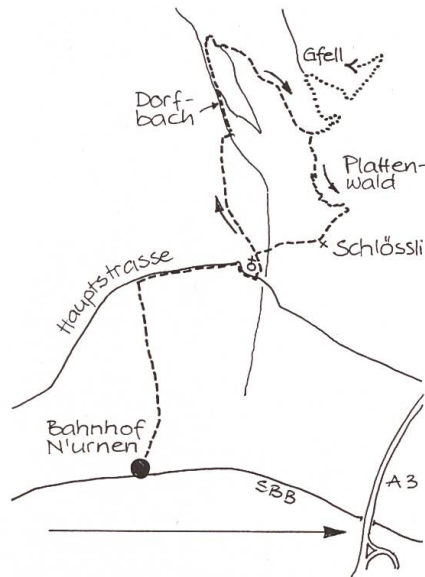 Gfell
Dorf-
bach
Platten-
wald
Schlössli
Hauptstrasse
Bahnhof
N'urnen
SBB
A3